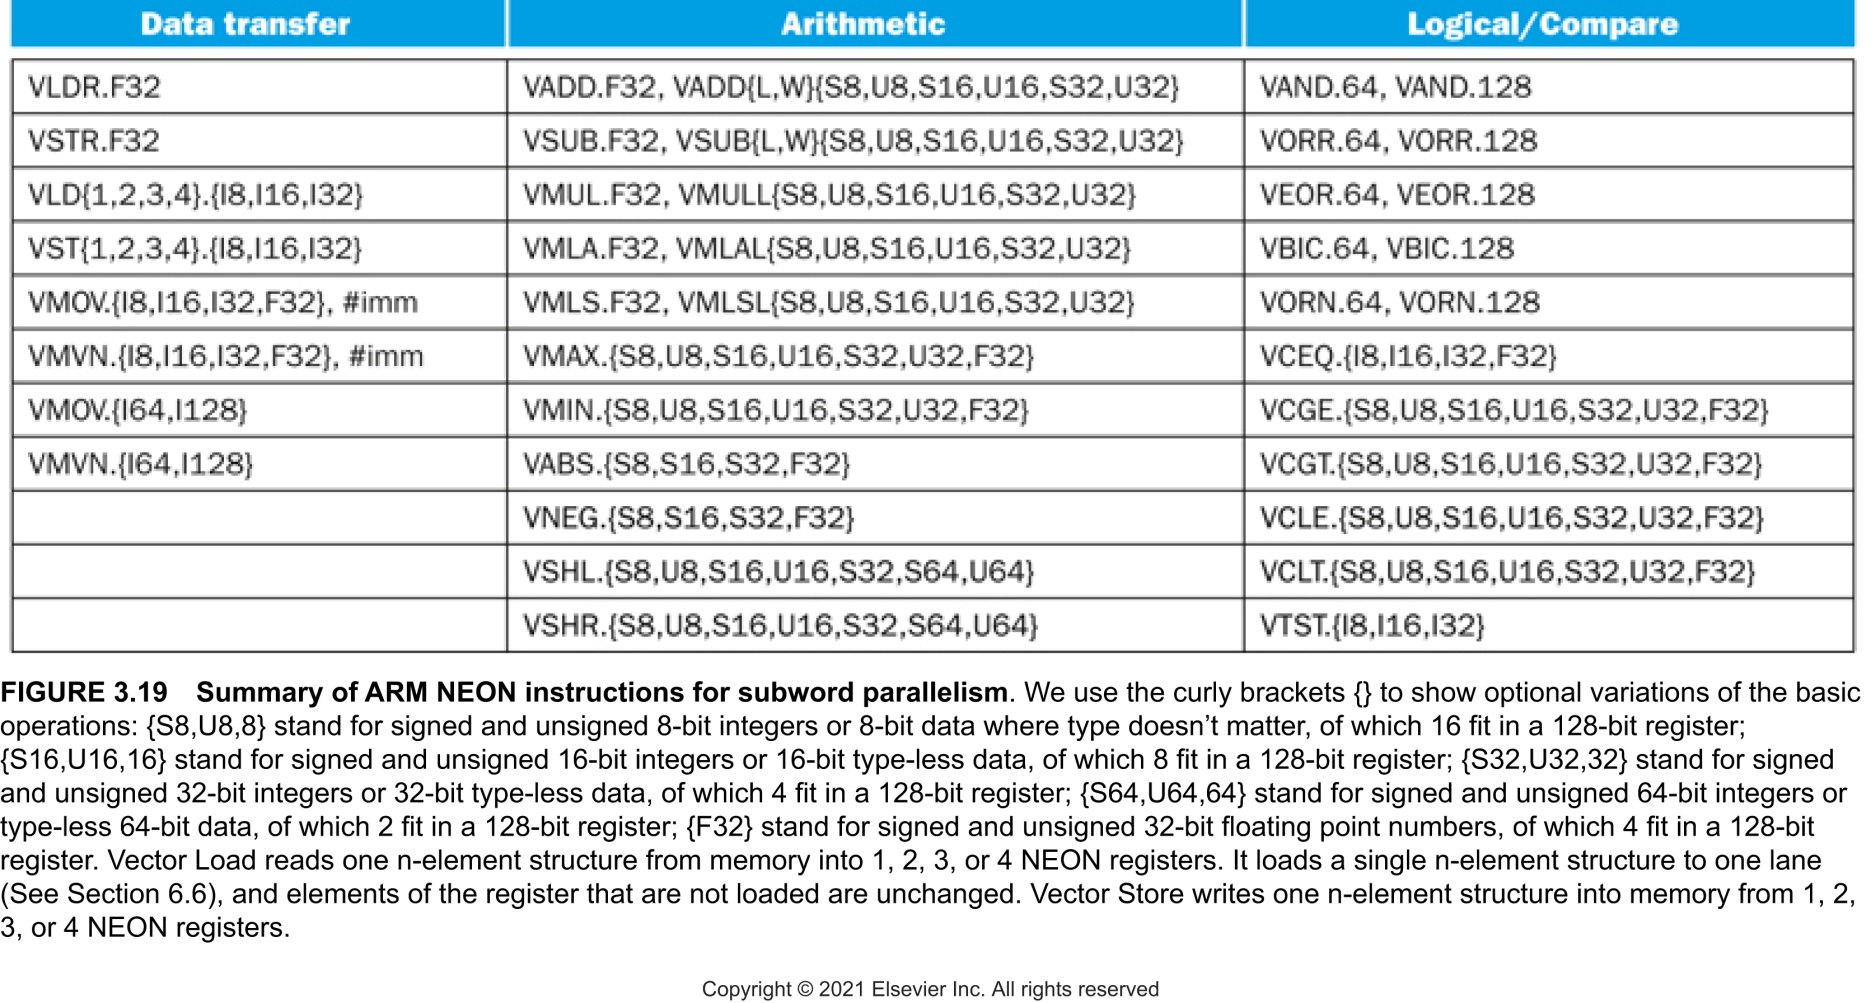 Data transfer Arithmetic Logical/Compare
VLDR.F32 VADD.F32, VADD{L,W}{S8,U8,S16,U16,S32,U32} VAND.64, VAND.128
VSTR.F32 VSUB.F32, VSUB{L,W}{S8,U8,S16,U16,S32,U32} VORR.64, VORR.128
VLD{1,2,3,4}.{I8,I16,I32} VMUL.F32, VMULL{S8,U8,S16,U16,S32,U32} VEOR.64, VEOR.128
VST{1,2,3,4}.{I8,I16,I32} VMLA.F32, VMLAL{S8,U8,S16,U16,S32,U32} VBIC.64, VBIC.128
VMOV.{I8,I16,I32,F32}, #imm VMLS.F32, VMLSL{S8,U8,S16,U16,S32,U32} VORN.64, VORN.128
VMVN.{I8,I16,I32,F32}, #imm VMAX.{S8,U8,S16,U16,S32,U32,F32} VCEQ.{I8,I16,I32,F32}
VMOV.{I64,I128} VMIN.{S8,U8,S16,U16,S32,U32,F32} VCGE.{S8,U8,S16,U16,S32,U32,F32}
VMVN.{I64,I128} VABS.{S8,S16,S32,F32} VCGT.{S8,U8,S16,U16,S32,U32,F32}
VNEG.{S8,S16,S32,F32} VCLE.{S8,U8,S16,U16,S32,U32,F32}
VSHL.{S8,U8,S16,U16,S32,S64,U64} VCLT.{S8,U8,S16,U16,S32,U32,F32}
VSHR.{S8,U8,S16,U16,S32,S64,U64} VTST.{I8,I16,I32}
FIGURE 3.19 Summary of ARM NEON instructions for subword parallelism. We use the curly brackets {} to show optional variations of the basic
operations: {S8,U8,8} stand for signed and unsigned 8-bit integers or 8-bit data where type doesn’t matter, of which 16 fit in a 128-bit register;
{S16,U16,16} stand for signed and unsigned 16-bit integers or 16-bit type-less data, of which 8 fit in a 128-bit register; {S32,U32,32} stand for signed
and unsigned 32-bit integers or 32-bit type-less data, of which 4 fit in a 128-bit register; {S64,U64,64} stand for signed and unsigned 64-bit integers or
type-less 64-bit data, of which 2 fit in a 128-bit register; {F32} stand for signed and unsigned 32-bit floating point numbers, of which 4 fit in a 128-bit
register. Vector Load reads one n-element structure from memory into 1, 2, 3, or 4 NEON registers. It loads a single n-element structure to one lane
(See Section 6.6), and elements of the register that are not loaded are unchanged. Vector Store writes one n-element structure into memory from 1, 2,
3, or 4 NEON registers.
Copyright © 2021 Elsevier Inc. All rights reserved